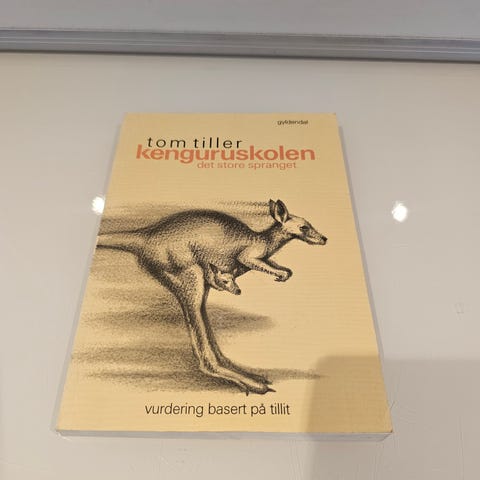 gyldendal
tom tiller
kenguruskolen
det store spranget
vurdering basert på tillit